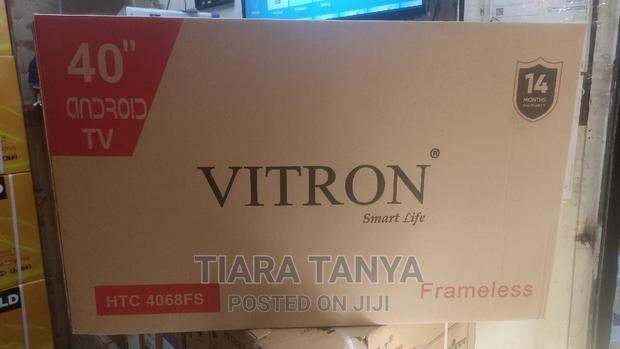 40"
ANDROID
TV
14
MONTHS
WARRANTY
VITRON®
Smart Life
TIARA TANYA
POSTED ON JIJI
HTC 4068FS
Frameless